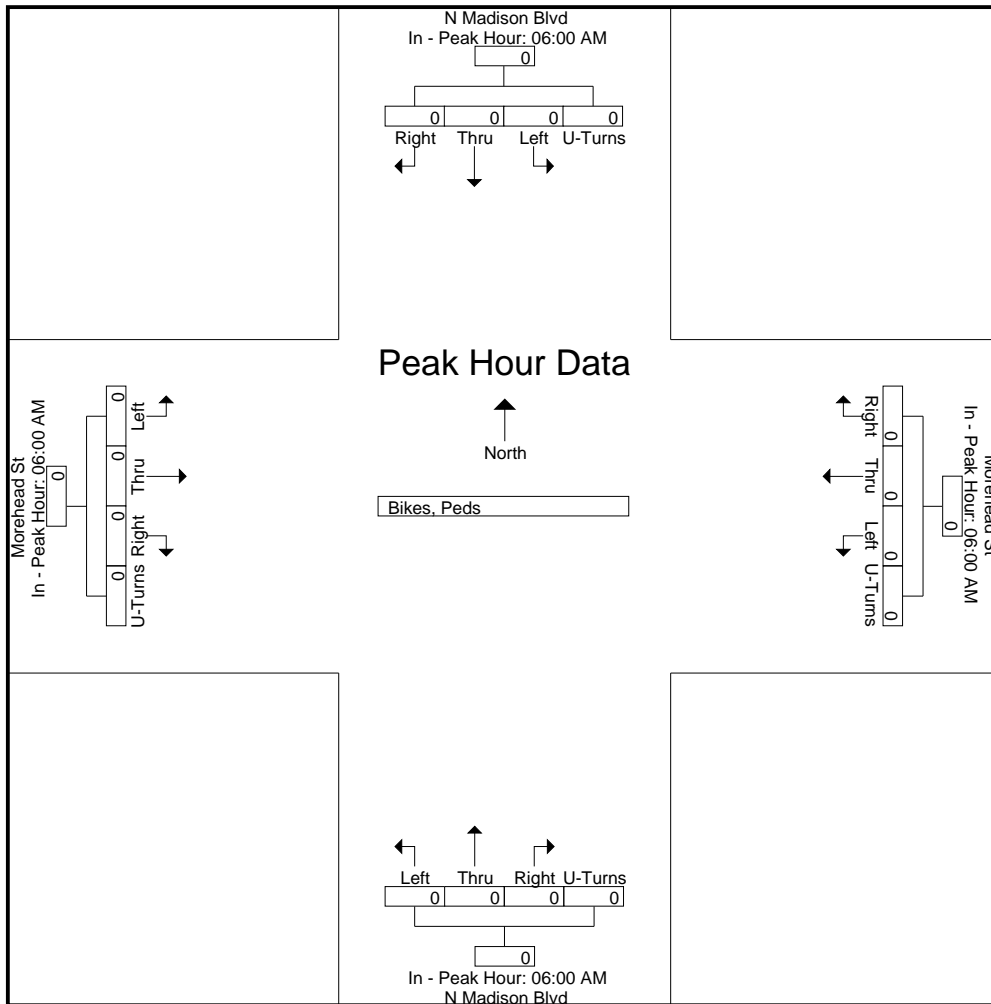 N Madison Blvd
In - Peak Hour: 06:00 AM
0
0 0 0 0
Right Thru Left U-Turns
Peak Hour Data
North
Bikes, Peds
Morehead St
In - Peak Hour: 06:00 AM
0
0 0 0 0
Left Thru Right U-Turns
Morehead St
In - Peak Hour: 06:00 AM
0
0 0 0 0
Right Thru Left U-Turns
Left Thru Right U-Turns
0 0 0 0
0
In - Peak Hour: 06:00 AM
N Madison Blvd